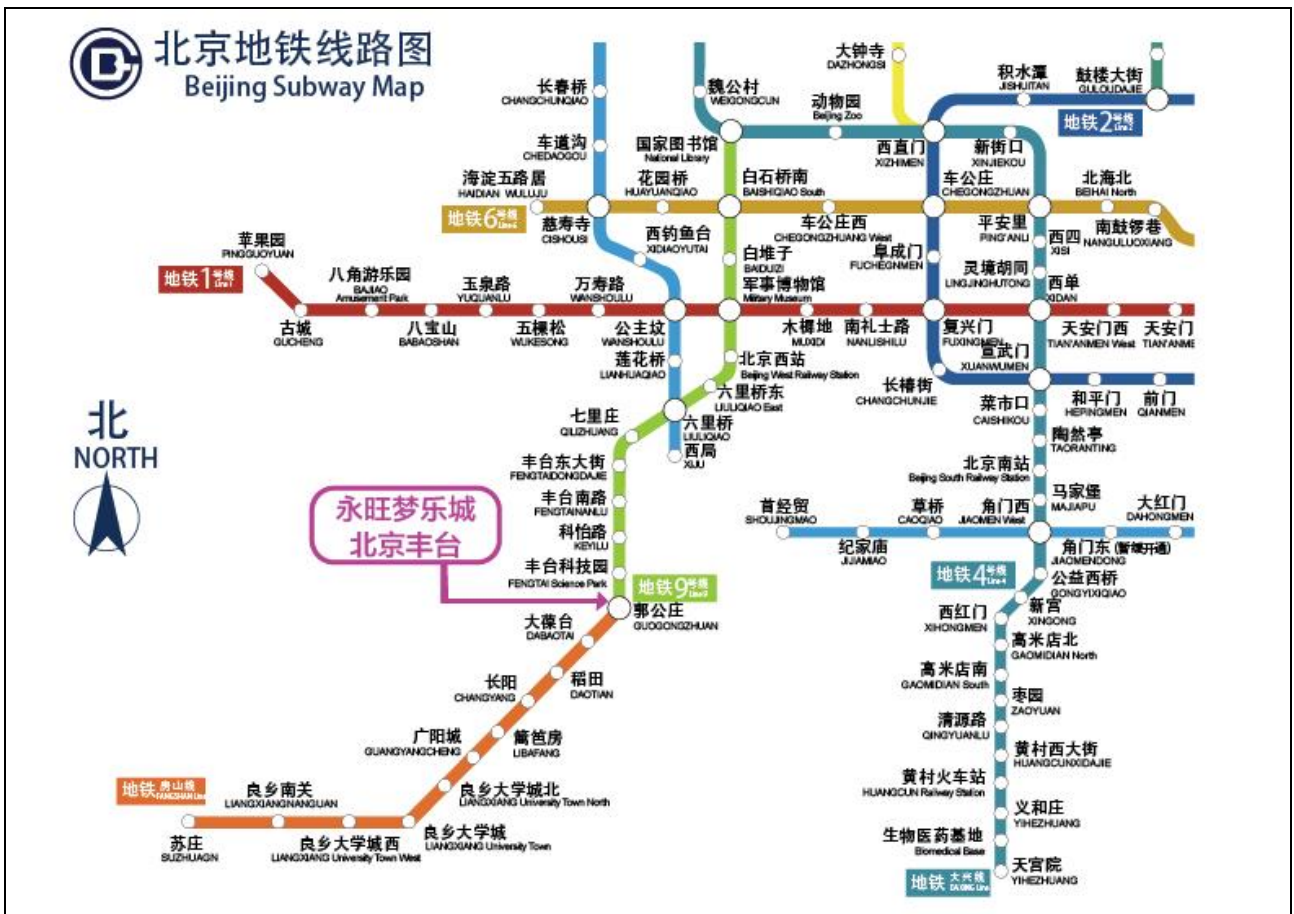 北京地铁线路图
Beijing Subway Map
长春桥
CHANGCHUNQIAO
魏公村
WEIGONGCUN
大钟寺
DAZHONGSI
积水潭
JISHUITAN
鼓楼大街
GULOUDAJIE
动物园
Beijing Zoo
地铁2号线
Line2
车道沟
CHEDAOGOU
国家图书馆
National Library
西直门
XIZHIMEN
新街口
XINJIEKOU
海淀五路居
HAIDIAN WULUJU
花园桥
HUAYUANQIAO
白石桥南
BAISHIQIAO South
车公庄
CHEGONGZHUAN
北海北
BEIHAI North
地铁6号线
慈寿寺
CISHOUSI
西钓鱼台
XIDIAOYUTAI
车公庄西
CHEGONGZHUANG West
平安里
PING'ANLI
南鼓锣巷
NANGULUOXIANG
苹果园
PINGGUOYUAN
白堆子
BAIDUIZI
阜成门
FUCHEGNMEN
西四
XISI
地铁1号线
Line1
八角游乐园
BAJIAO
Amusement Park
玉泉路
YUQUANLU
万寿路
WANSHOULU
军事博物馆
Military Museum
灵境胡同
LINGJINGHUTONG
西单
XIDAN
古城
GUCHENG
八宝山
BABAOSHAN
五棵松
WUKESONG
公主坟
WANSHOULU
木樨地
MUXIDI
南礼士路
NANLISHILU
复兴门
FUXINGMEN
天安门西
TIAN'ANMEN West
天安门
TIAN'ANME
莲花桥
LIANHUAQIAO
北京西站
Beijing West Railway Station
宣武门
XUANWUMEN
长椿街
CHANGCHUNJIE
六里桥东
LIULIQIAO East
菜市口
CAISHIKOU
和平门
HEPINGMEN
前门
QIANMEN
北
NORTH
七里庄
QILIZHUANG
六里桥
LIULIQIAO
陶然亭
TAORANTING
西局
XIJU
丰台东大街
FENGTAIDONGDAJIE
北京南站
Beijing South Railway Station
永旺梦乐城
北京丰台
丰台南路
FENGTAINANLU
首经贸
SHOUJINGMAO
草桥
CAOQIAO
角门西
JIAOMEN West
马家堡
MAJIAPU
大红门
DAHONGMEN
科怡路
KEYILU
纪家庙
JIJIAMIAO
角门东(暂缓开通)
JIAOMENDONG
丰台科技园
FENGTAI Science Park
地铁9号线
Line9
地铁4号线
Line4
公益西桥
GONGYIXIQIAO
郭公庄
GUOGONGZHUAN
西红门
XIHONGMEN
新宫
XINGONG
大葆台
DABAOTAI
高米店北
GAOMIDIAN North
稻田
DAOTIAN
高米店南
GAOMIDIAN South
长阳
CHANGYANG
枣园
ZAOYUAN
清源路
QINGYUANLU
广阳城
GUANGYANGCHENG
篱笆房
LIBAFANG
黄村西大街
HUANGCUNXIDAJIE
地铁 房山线
FANGSHAN Line
良乡南关
LIANGXIANGNANGUAN
良乡大学城北
LIANGXIANG University Town North
黄村火车站
HUANGCUN Railway Station
义和庄
YIHEZHUANG
苏庄
SUZHUAGN
良乡大学城西
LIANGXIANG University Town West
良乡大学城
LIANGXIANG University Town
生物医药基地
Biomedical Base
天宫院
YIHEZHUANG
地铁 大兴线
DAXING Line